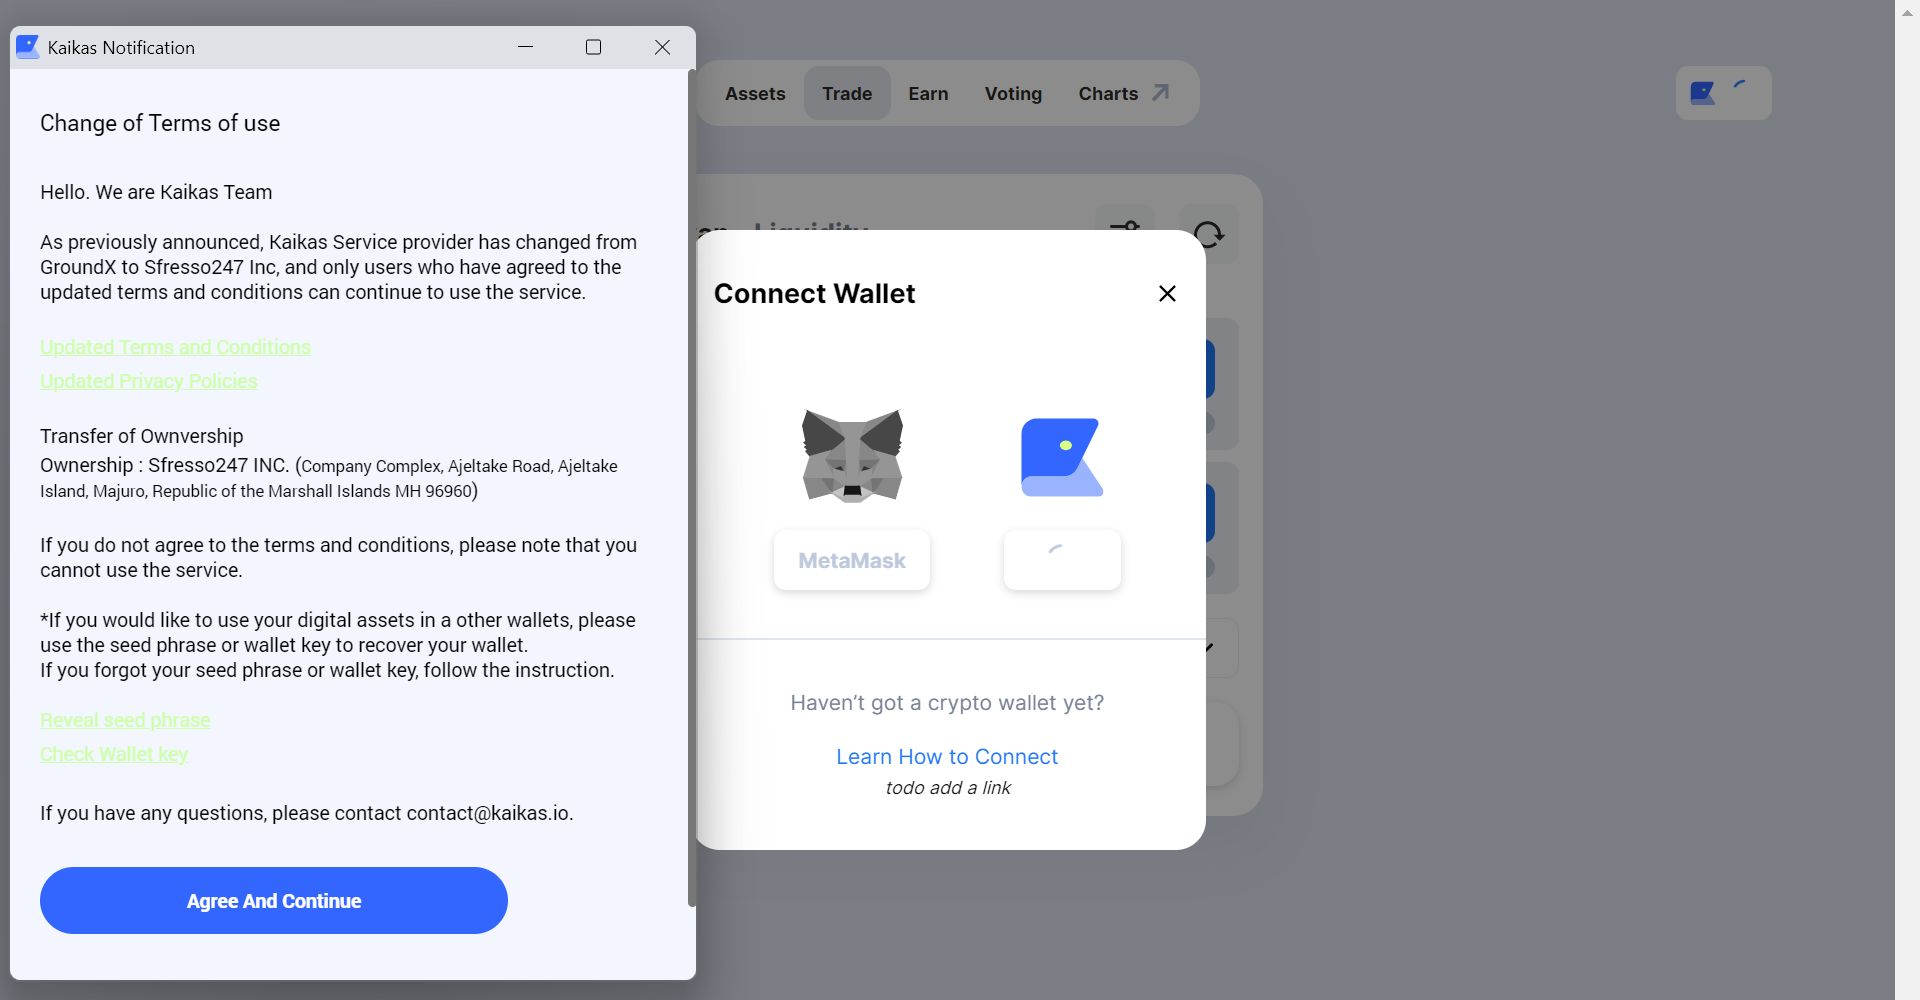 Kaikas Notification
Change of Terms of use
Hello. We are Kaikas Team
As previously announced, Kaikas Service provider has changed from
GroundX to Sfresso247 Inc, and only users who have agreed to the
updated terms and conditions can continue to use the service.
Updated Terms and Conditions
Updated Privacy Policies
Transfer of Ownvership
Ownership : Sfresso247 INC. (Company Complex, Ajeltake Road, Ajeltake
Island, Majuro, Republic of the Marshall Islands MH 96960)
If you do not agree to the terms and conditions, please note that you
cannot use the service.
*If you would like to use your digital assets in a other wallets, please
use the seed phrase or wallet key to recover your wallet.
If you forgot your seed phrase or wallet key, follow the instruction.
Reveal seed phrase
Check Wallet key
If you have any questions, please contact contact@kaikas.io.
Agree And Continue
Assets Trade Earn Voting Charts
Liquidity
Connect Wallet
MetaMask
Haven’t got a crypto wallet yet?
Learn How to Connect
todo add a link